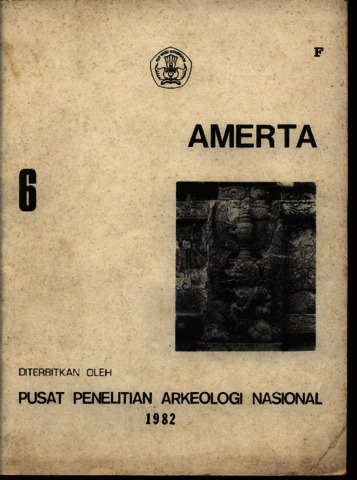 F
AMERTA
6
DITERBITKAN OLEH
PUSAT PENELITIAN ARKEOLOGI NASIONAL
1982